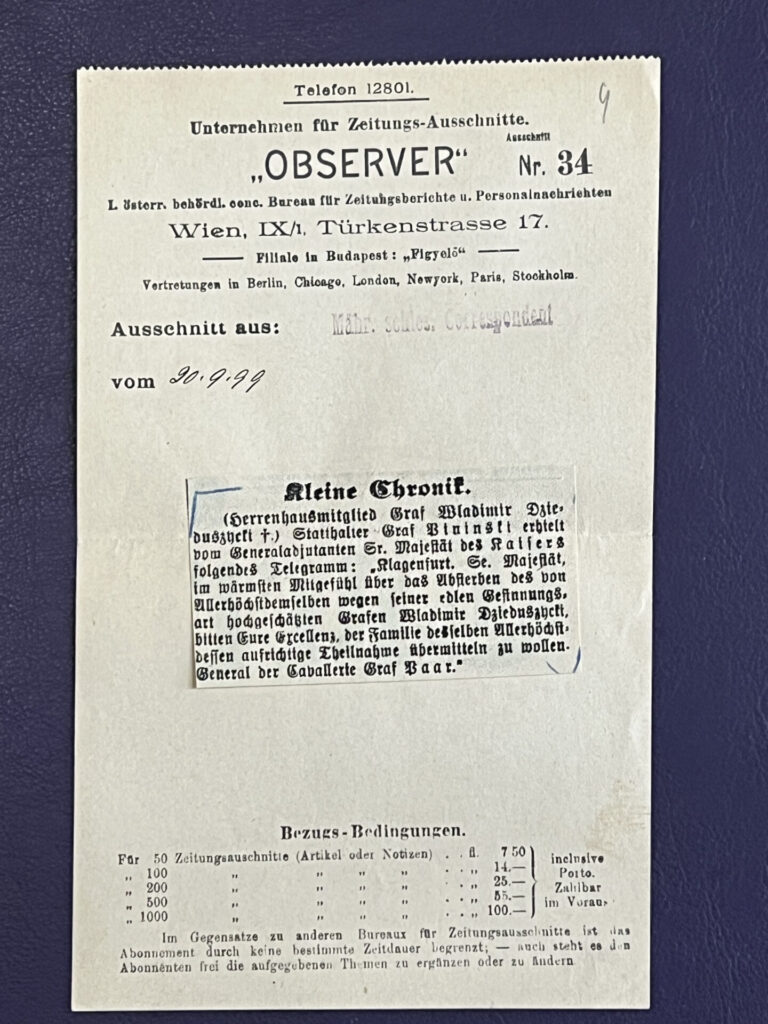 9
Telefon 12801.
Unternehmen für Zeitungs-Ausschnitte.
Ausschnitt
„OBSERVER“ Nr. 34
I. österr. behördl. conc. Bureau für Zeitungsberichte u. Personalnachrichten
Wien, IX/1, Türkenstrasse 17.
Filiale in Budapest: „Figyelő“
Vertretungen in Berlin, Chicago, London, Newyork, Paris, Stockholm.
Ausschnitt aus: Mähr. schles. Correspondent
vom 20.9.99
Kleine Chronik.
(Herrenhausmitglied Graf Wladimir Dzie-
duszycki †.) Statthalter Graf Pininski erhielt
vom Generaladjutanten Sr. Majestät des Kaisers
folgendes Telegramm: „Klagenfurt. Se. Majestät,
im wärmsten Mitgefühl über das Absterben des von
Allerhöchstdemselben wegen seiner edlen Gesinnungs-
art hochgeschätzten Grafen Wladimir Dzieduszycki,
bitten Eure Excellenz, der Familie desselben Allerhöchst-
dessen aufrichtige Theilnahme übermitteln zu wollen.
General der Cavallerie Graf Paar.“
Bezugs-Bedingungen.
Für 50 Zeitungsauschnitte (Artikel oder Notizen) . . fl. 7 50 inclusive
„ 100 „ „ „ „ . . „ 14.— Porto.
„ 200 „ „ „ „ . . „ 25.— Zahlbar
„ 500 „ „ „ „ . . „ 55.— im Voraus
„ 1000 „ „ „ „ . . „ 100.—
Im Gegensatze zu anderen Bureaux für Zeitungsausschnitte ist das
Abonnement durch keine bestimmte Zeitdauer begrenzt; — auch steht es den
Abonnenten frei die aufgegebenen Themen zu ergänzen oder zu ändern